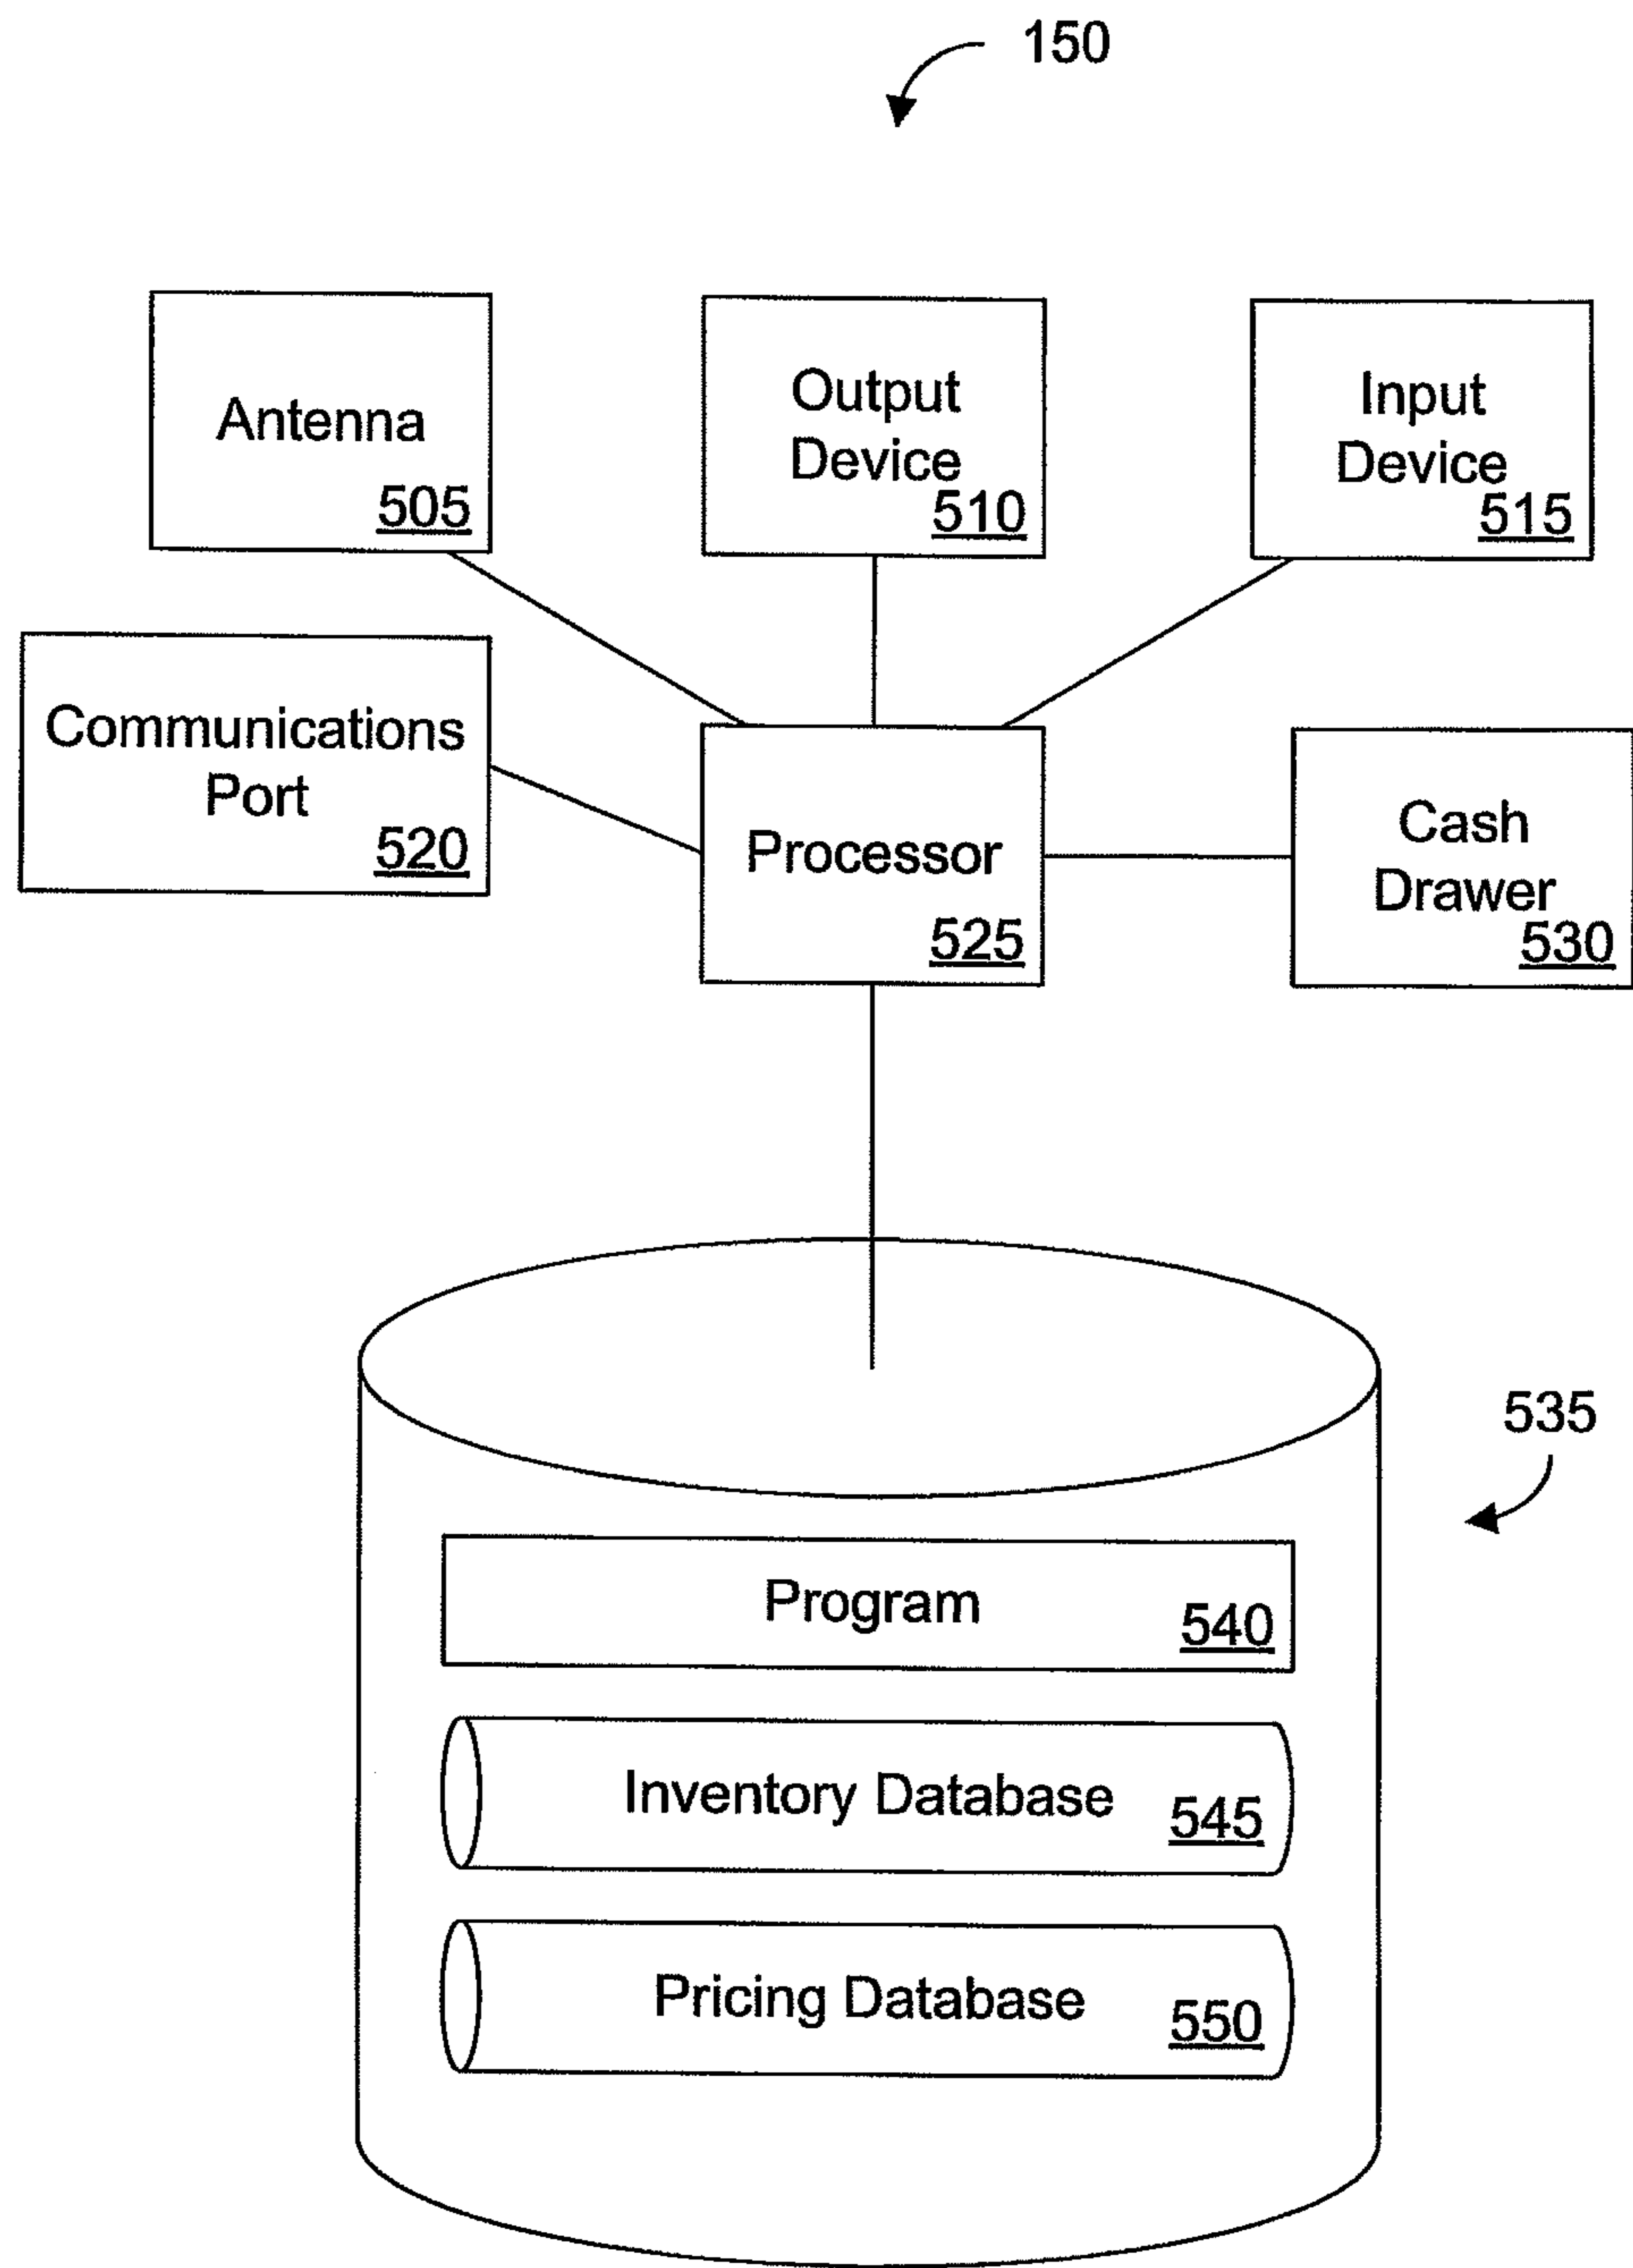 150
Antenna
505
Output
Device
510
Input
Device
515
Communications
Port
520
Processor
525
Cash
Drawer
530
535
Program
540
Inventory Database
545
Pricing Database
550